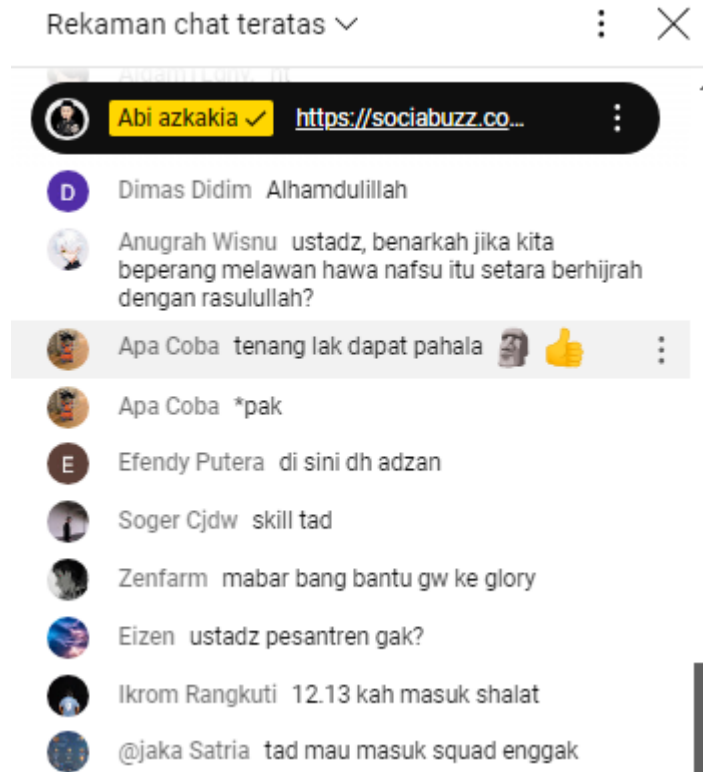 Rekaman chat teratas
Abi azkakia https://sociabuzz.co...
Dimas Didim Alhamdulillah
Anugrah Wisnu ustadz, benarkah jika kita
beperang melawan hawa nafsu itu setara berhijrah
dengan rasulullah?
Apa Coba tenang lak dapat pahala 🗿 👍
Apa Coba *pak
E Efendy Putera di sini dh adzan
Soger Cjdw skill tad
Zenfarm mabar bang bantu gw ke glory
Eizen ustadz pesantren gak?
Ikrom Rangkuti 12.13 kah masuk shalat
@jaka Satria tad mau masuk squad enggak